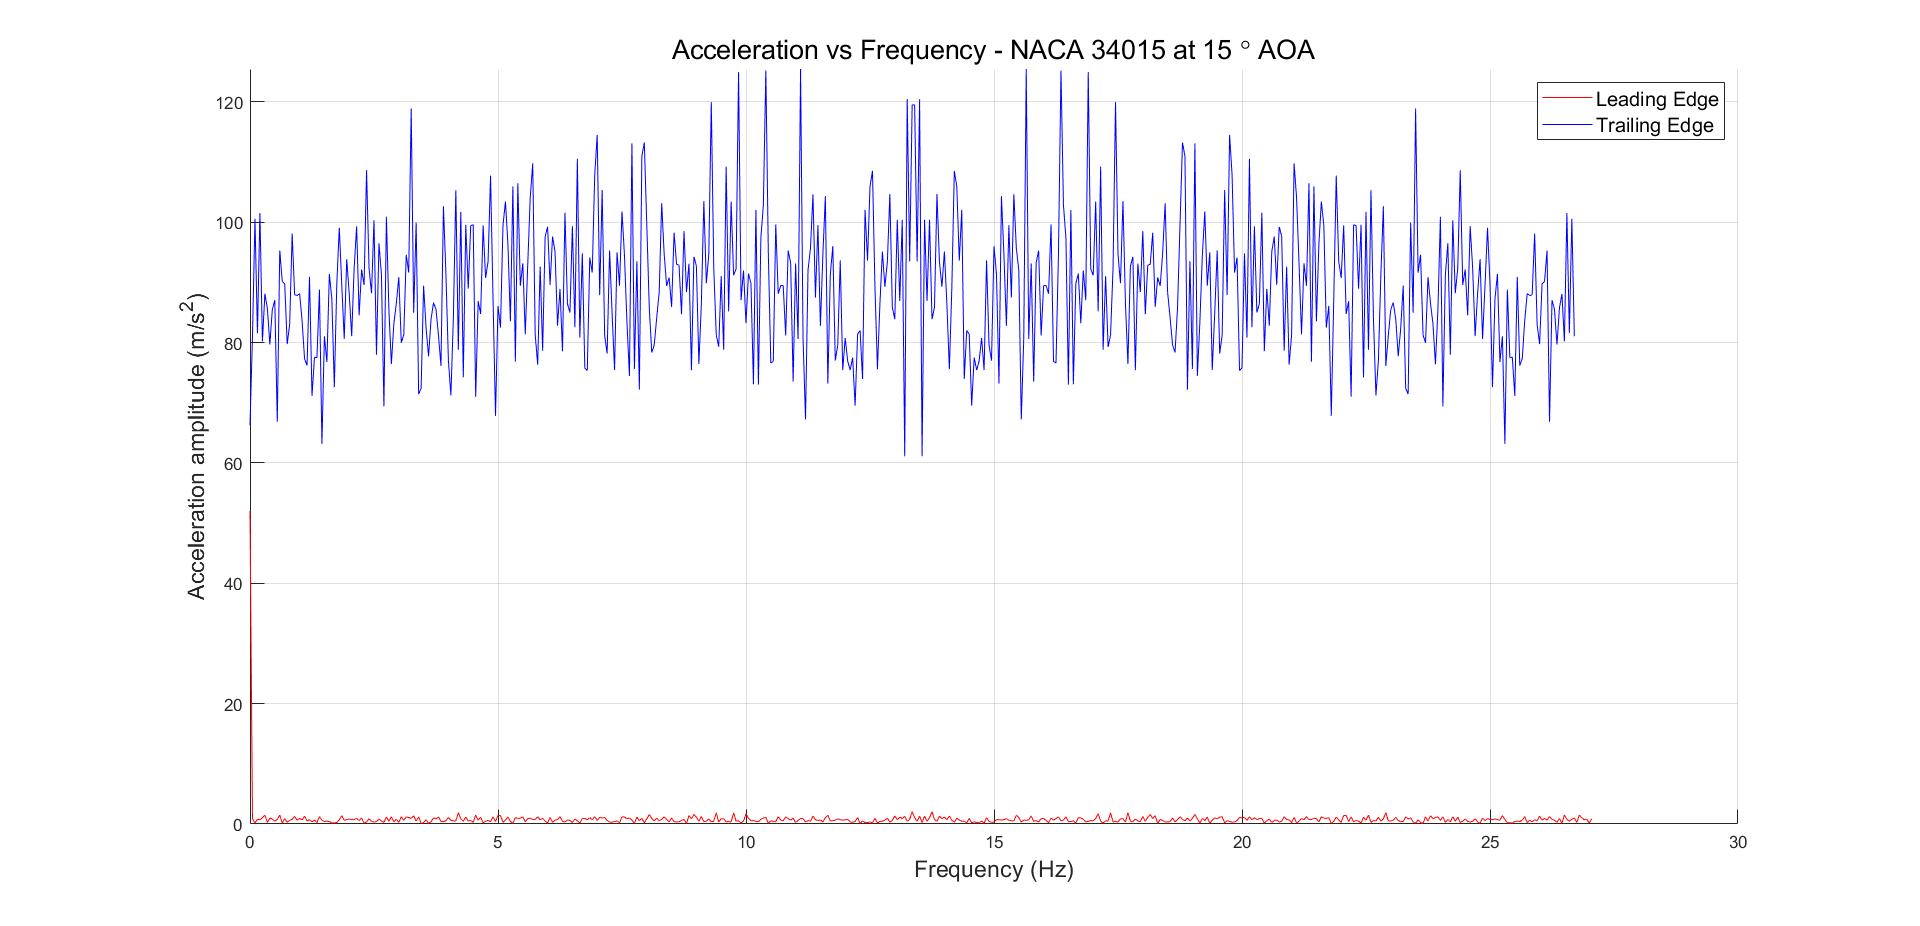 Acceleration vs Frequency - NACA 34015 at 15 ° AOA
Leading Edge
Trailing Edge
Acceleration amplitude (m/s²)
120
100
80
60
40
20
0
0 5 10 15 20 25 30
Frequency (Hz)